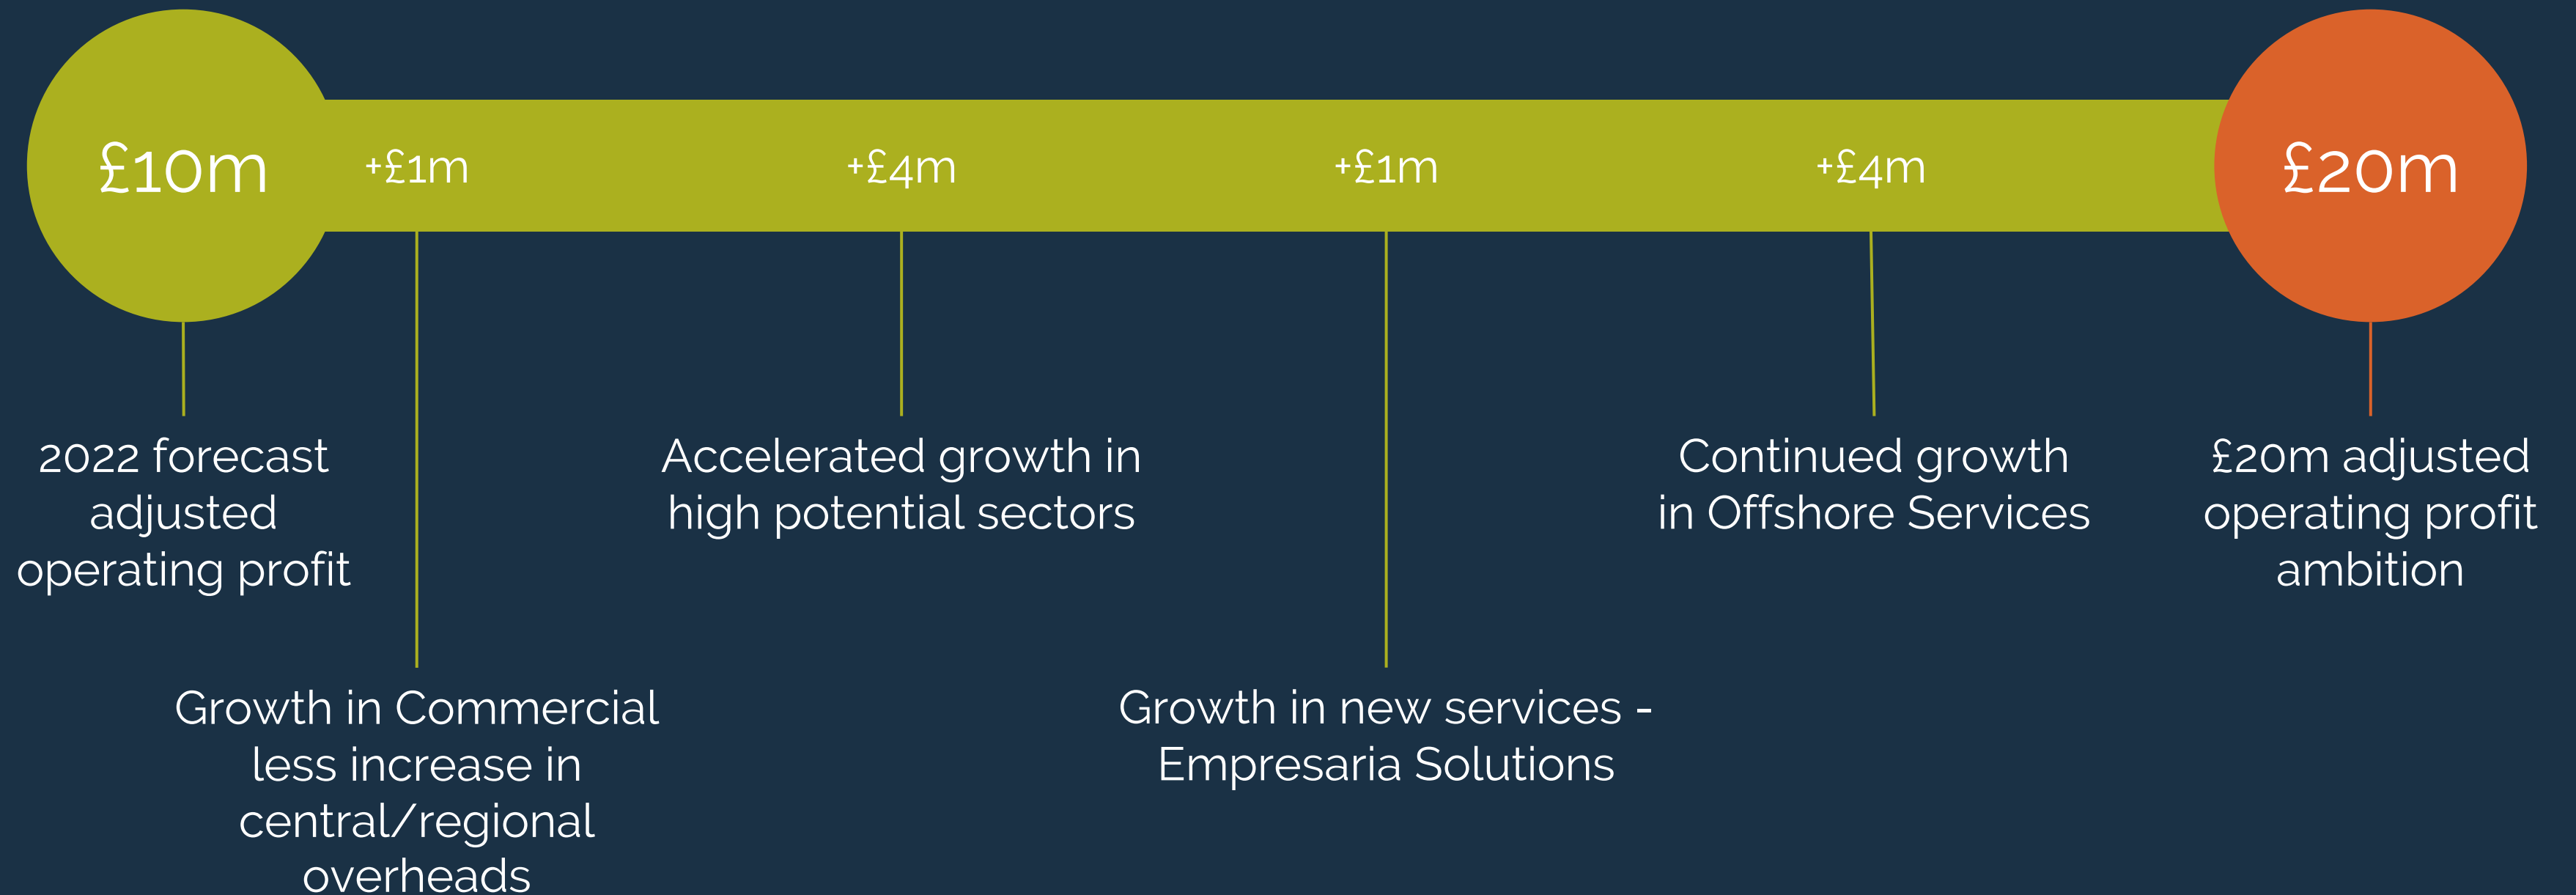 £10m
+£1m
+£4m
+£1m
+£4m
£20m
2022 forecast
adjusted
operating profit
Growth in Commercial
less increase in
central/regional
overheads
Accelerated growth in
high potential sectors
Growth in new services -
Empresaria Solutions
Continued growth
in Offshore Services
£20m adjusted
operating profit
ambition